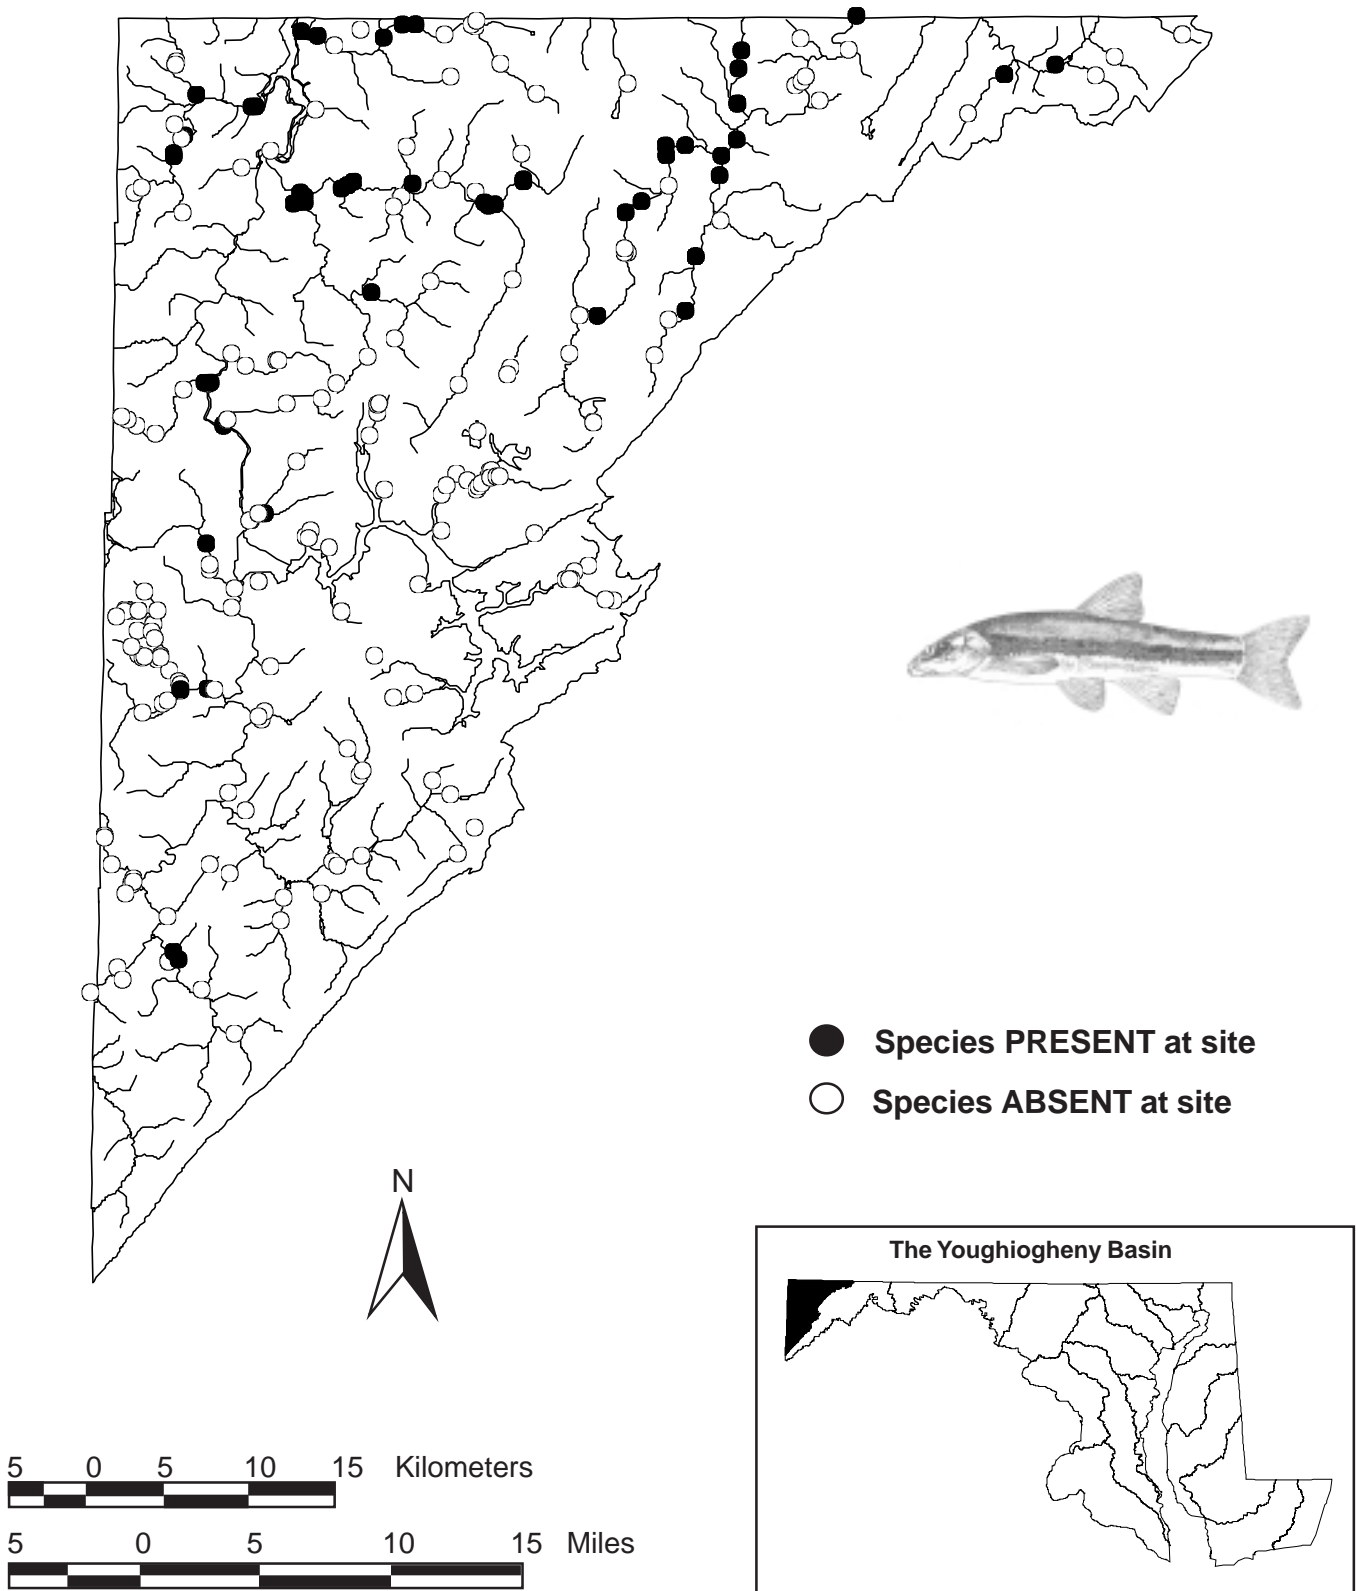 Species PRESENT at site
Species ABSENT at site
N
The Youghiogheny Basin
5 0 5 10 15 Kilometers
5 0 5 10 15 Miles